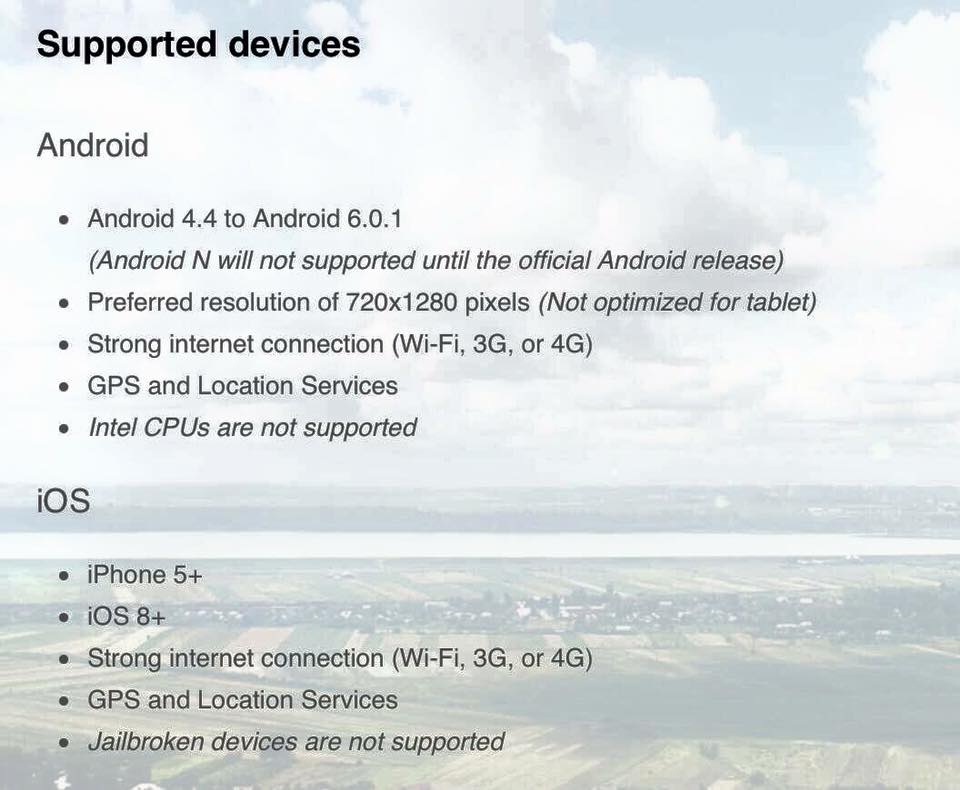 Supported devices
Android
• Android 4.4 to Android 6.0.1
(Android N will not supported until the official Android release)
• Preferred resolution of 720x1280 pixels (Not optimized for tablet)
• Strong internet connection (Wi-Fi, 3G, or 4G)
• GPS and Location Services
• Intel CPUs are not supported
iOS
• iPhone 5+
• iOS 8+
• Strong internet connection (Wi-Fi, 3G, or 4G)
• GPS and Location Services
• Jailbroken devices are not supported